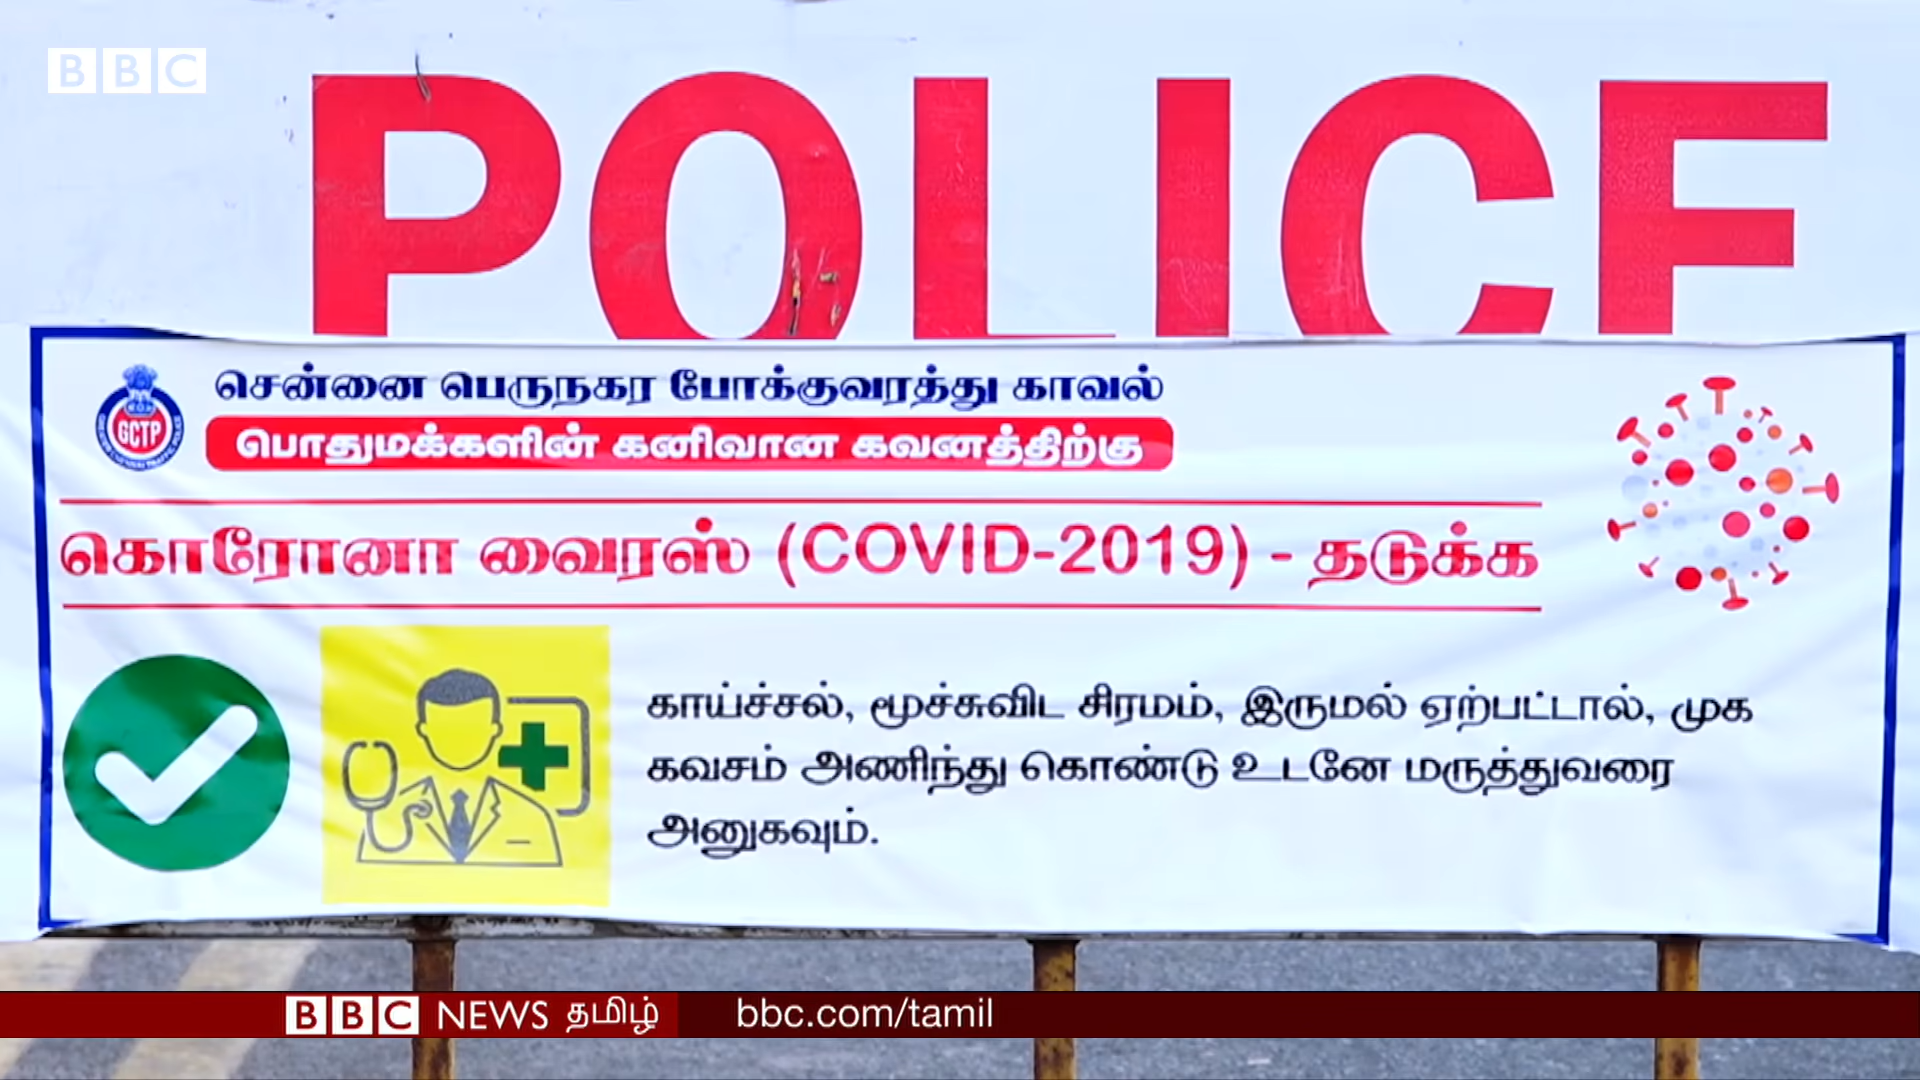 BBC
POLICE
சென்னை பெருநகர போக்குவரத்து காவல்
GCTP
பொதுமக்களின் கனிவான கவனத்திற்கு
கொரோனா வைரஸ் (COVID-2019) - தடுக்க
காய்ச்சல், மூச்சுவிட சிரமம், இருமல் ஏற்பட்டால், முக
கவசம் அணிந்து கொண்டு உடனே மருத்துவரை
அனுகவும்.
BBC NEWS தமிழ் bbc.com/tamil